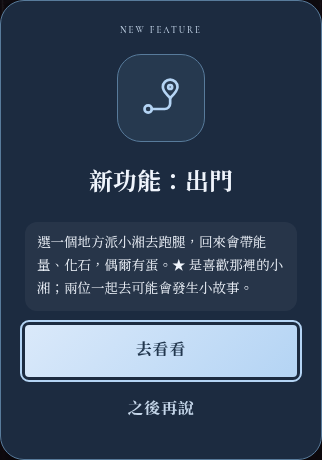 NEW FEATURE
新功能：出門
選一個地方派小湘去跑腿，回來會帶能
量、化石，偶爾有蛋。★ 是喜歡那裡的小
湘；兩位一起去可能會發生小故事。
去看看
之後再說